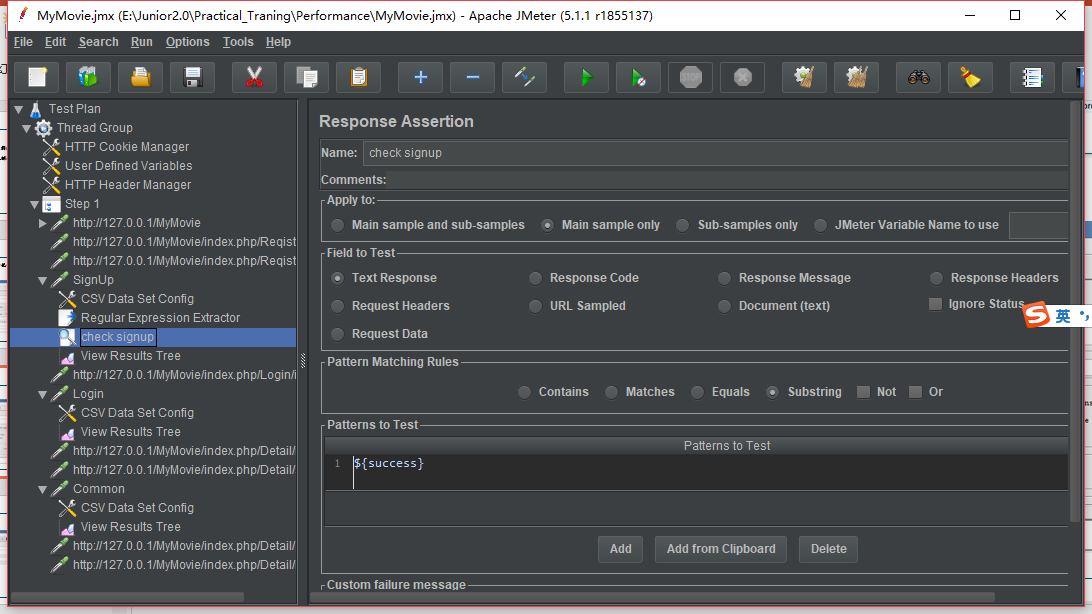 MyMovie.jmx (E:\Junior2.0\Practical_Traning\Performance\MyMovie.jmx) - Apache JMeter (5.1.1 r1855137)
File Edit Search Run Options Tools Help
STOP
Test Plan
Thread Group
HTTP Cookie Manager
User Defined Variables
HTTP Header Manager
Step 1
http://127.0.0.1/MyMovie
http://127.0.0.1/MyMovie/index.php/Regist
http://127.0.0.1/MyMovie/index.php/Regist
SignUp
CSV Data Set Config
Regular Expression Extractor
check signup
View Results Tree
http://127.0.0.1/MyMovie/index.php/Login/i
Login
CSV Data Set Config
View Results Tree
http://127.0.0.1/MyMovie/index.php/Detail/
http://127.0.0.1/MyMovie/index.php/Detail/
Common
CSV Data Set Config
View Results Tree
http://127.0.0.1/MyMovie/index.php/Detail/
http://127.0.0.1/MyMovie/index.php/Detail/
Response Assertion
Name: check signup
Comments:
Apply to:
Main sample and sub-samples Main sample only Sub-samples only JMeter Variable Name to use
Field to Test
Text Response Response Code Response Message Response Headers
Request Headers URL Sampled Document (text) Ignore Status
Request Data
S 英
Pattern Matching Rules
Contains Matches Equals Substring Not Or
Patterns to Test
Patterns to Test
1 ${success}
Add Add from Clipboard Delete
Custom failure message